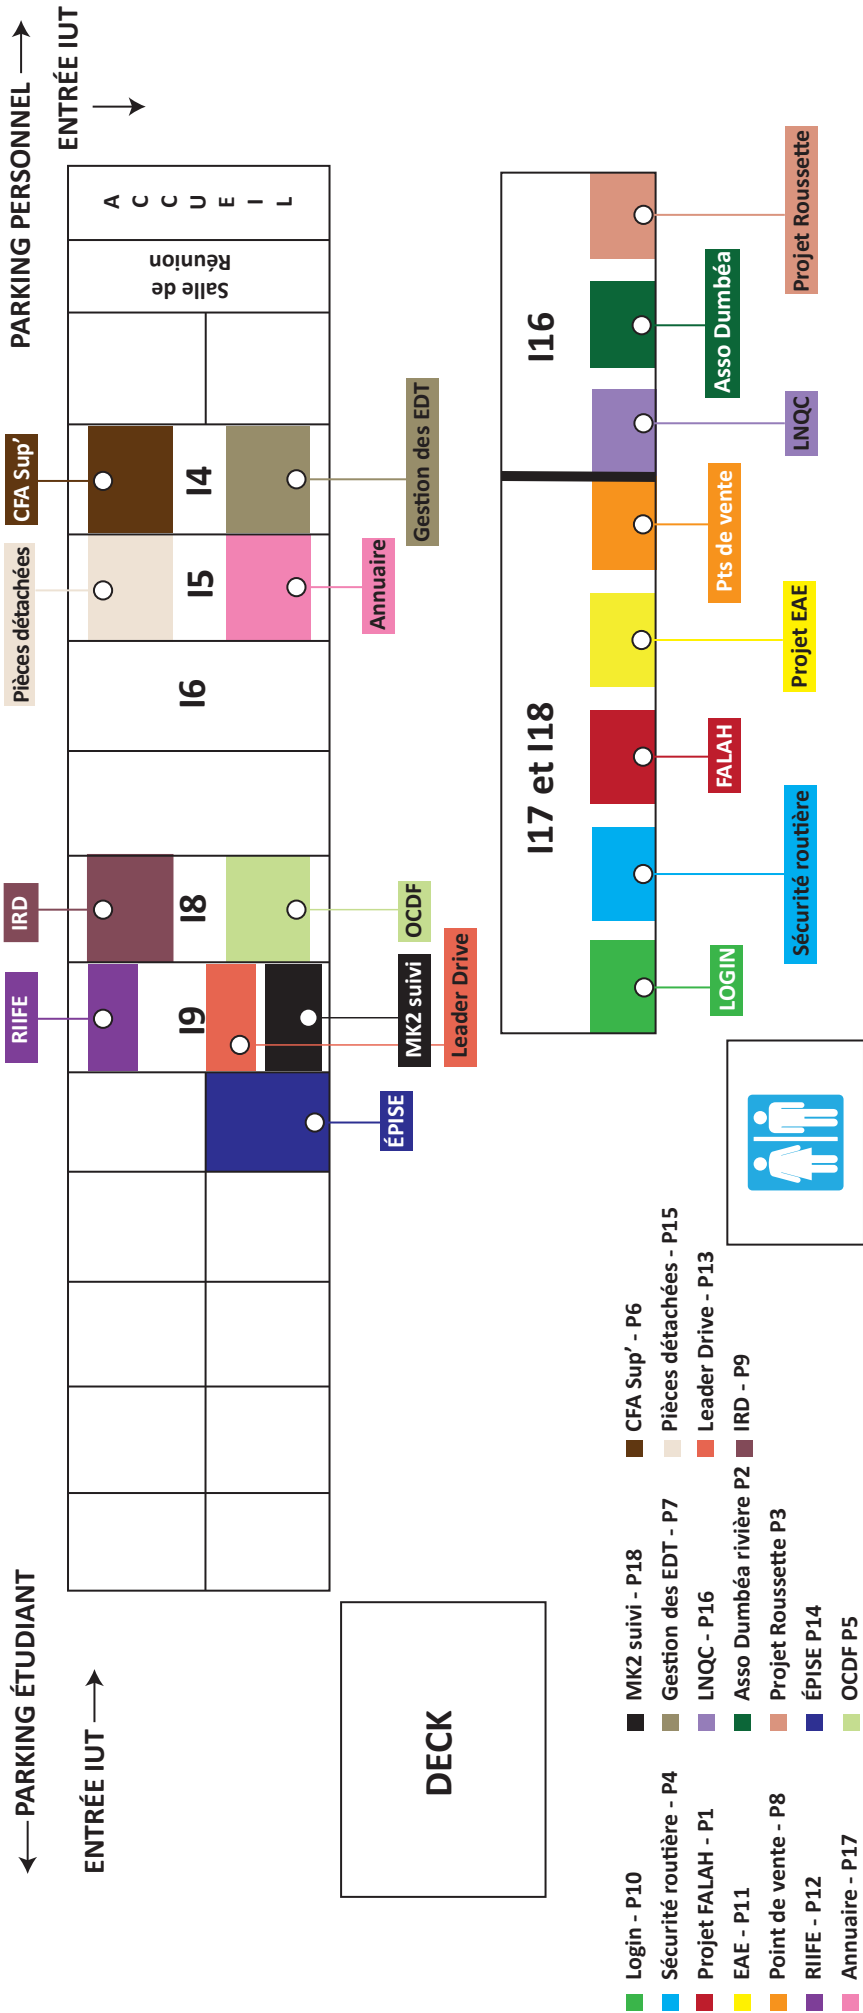 PARKING ÉTUDIANT
ENTRÉE IUT
PARKING PERSONNEL
ENTRÉE IUT
RIIFE
IRD
Pièces détachées
CFA Sup'
I9
I8
I6
I5
I4
Salle de
Réunion
ACCUEIL
ÉPISE
MK2 suivi
Leader Drive
OCDF
Annuaire
Gestion des EDT
DECK
I17 et I18
I16
LOGIN
Sécurité routière
FALAH
Projet EAE
Pts de vente
LNQC
Asso Dumbéa
Projet Roussette
Login - P10
Sécurité routière - P4
Projet FALAH - P1
EAE - P11
Point de vente - P8
RIIFE - P12
Annuaire - P17
MK2 suivi - P18
Gestion des EDT - P7
LNQC - P16
Asso Dumbéa rivière P2
Projet Roussette P3
ÉPISE P14
OCDF P5
CFA Sup' - P6
Pièces détachées - P15
Leader Drive - P13
IRD - P9